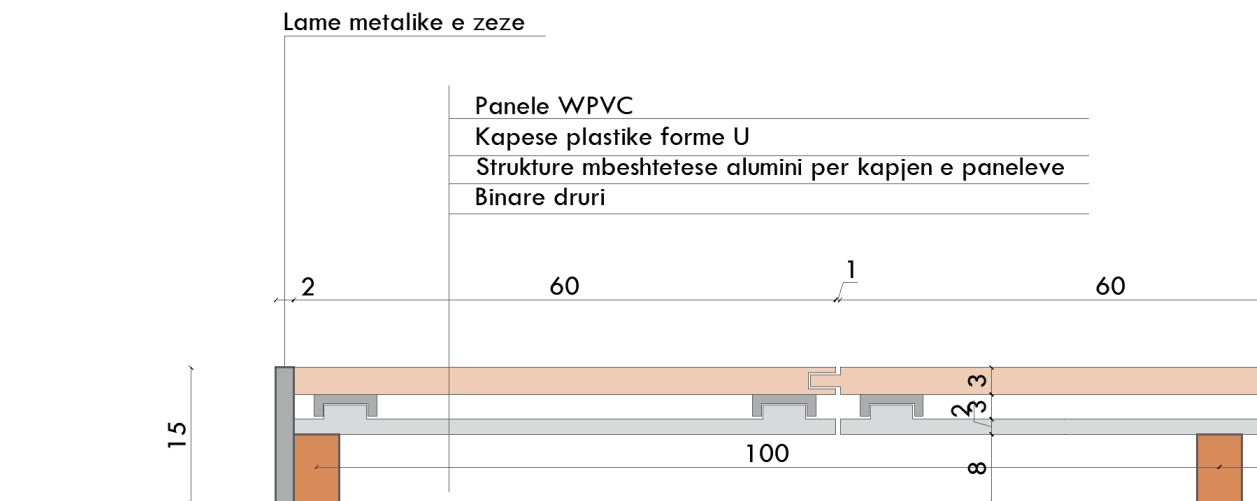 Lame metalike e zeze
Panele WPVC
Kapese plastike forme U
Strukture mbeshtetese alumini per kapjen e paneleve
Binare druri
1
2
60
60
3
3
2
15
100
8